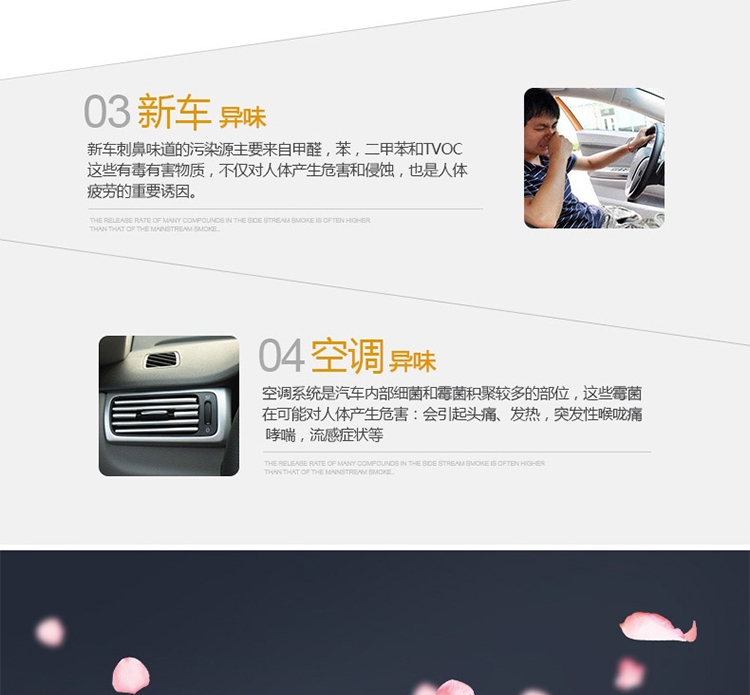 03 新车 异味
新车刺鼻味道的污染源主要来自甲醛，苯，二甲苯和TVOC
这些有毒有害物质，不仅对人体产生危害和侵蚀，也是人体
疲劳的重要诱因。
THE RELEASE RATE OF MANY COMPOUNDS IN THE SIDE STREAM SMOKE IS OFTEN HIGHER
THAN THAT OF THE MAINSTREAM SMOKE..
04 空调 异味
空调系统是汽车内部细菌和霉菌积聚较多的部位，这些霉菌
在可能对人体产生危害：会引起头痛、发热，突发性喉咙痛
哮喘，流感症状等
THE RELEASE RATE OF MANY COMPOUNDS IN THE SIDE STREAM SMOKE IS OFTEN HIGHER
THAN THAT OF THE MAINSTREAM SMOKE..